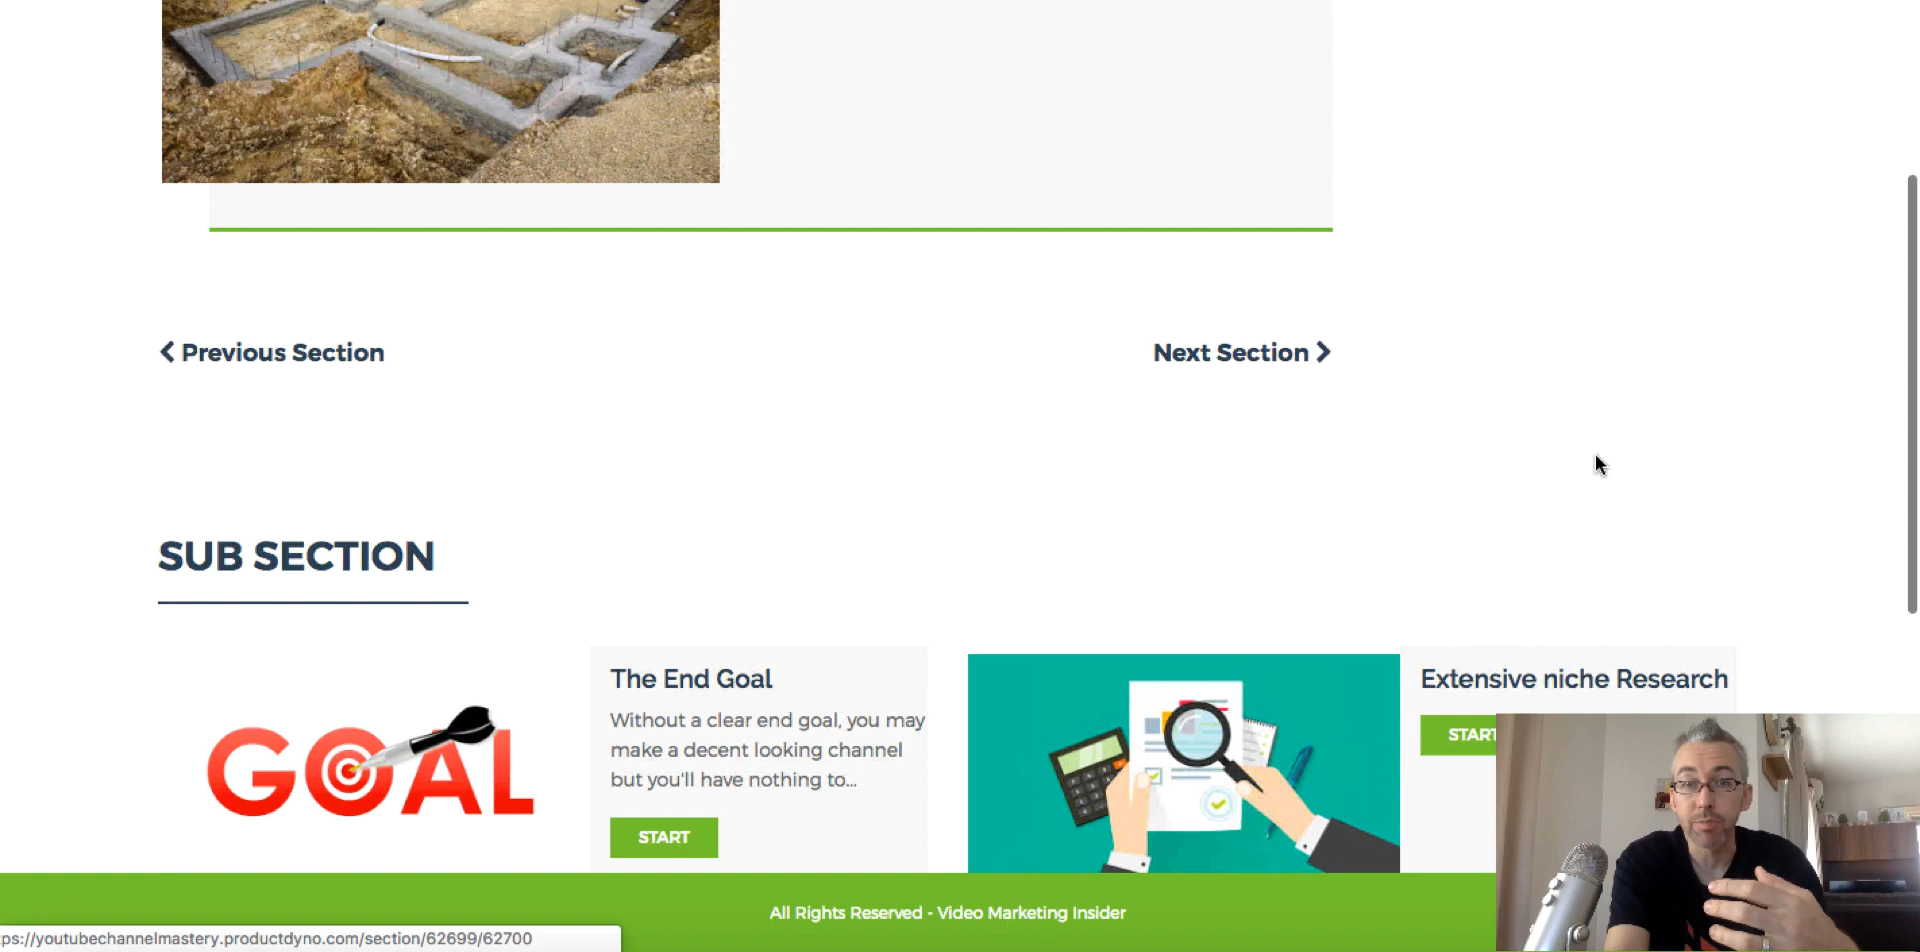 Previous Section
Next Section
SUB SECTION
GOAL
The End Goal
Without a clear end goal, you may
make a decent looking channel
but you'll have nothing to...
START
Extensive niche Research
START
All Rights Reserved - Video Marketing Insider
ps://youtubechannelmastery.productdyno.com/section/62699/62700